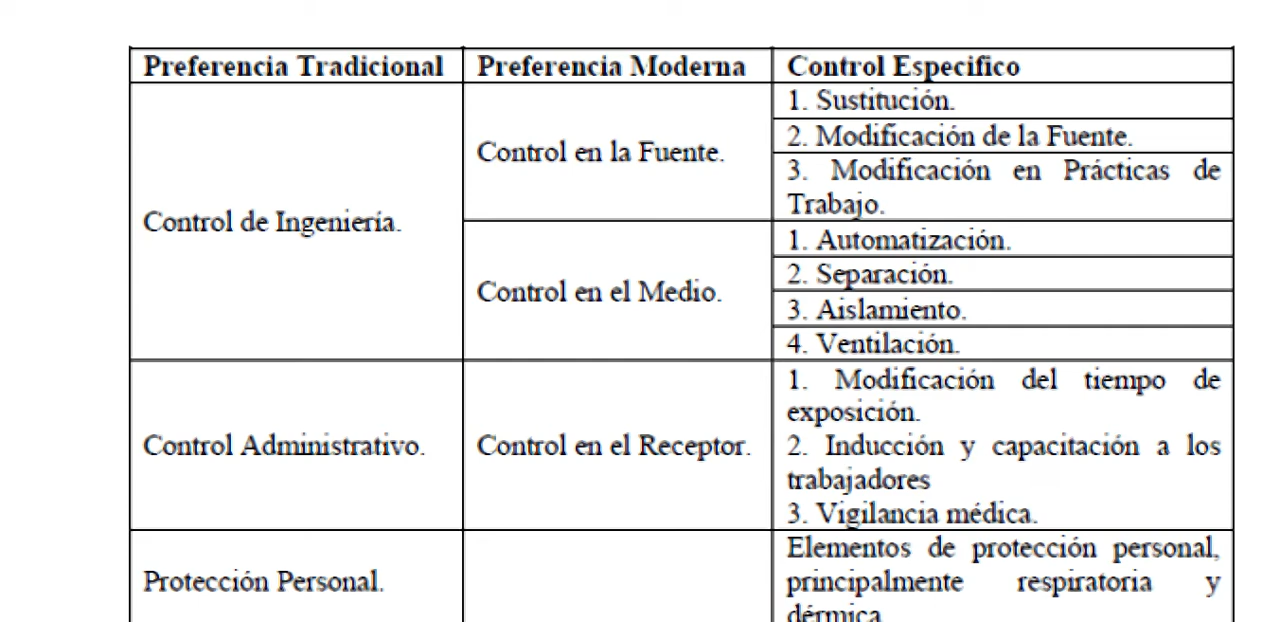 Preferencia Tradicional Preferencia Moderna Control Especifico
Control de Ingeniería.
Control en la Fuente.
1. Sustitución.
2. Modificación de la Fuente.
3. Modificación en Prácticas de
Trabajo.
Control en el Medio.
1. Automatización.
2. Separación.
3. Aislamiento.
4. Ventilación.
Control Administrativo.
Control en el Receptor.
1. Modificación del tiempo de
exposición.
2. Inducción y capacitación a los
trabajadores
3. Vigilancia médica.
Protección Personal.
Elementos de protección personal,
principalmente respiratoria y
dérmica